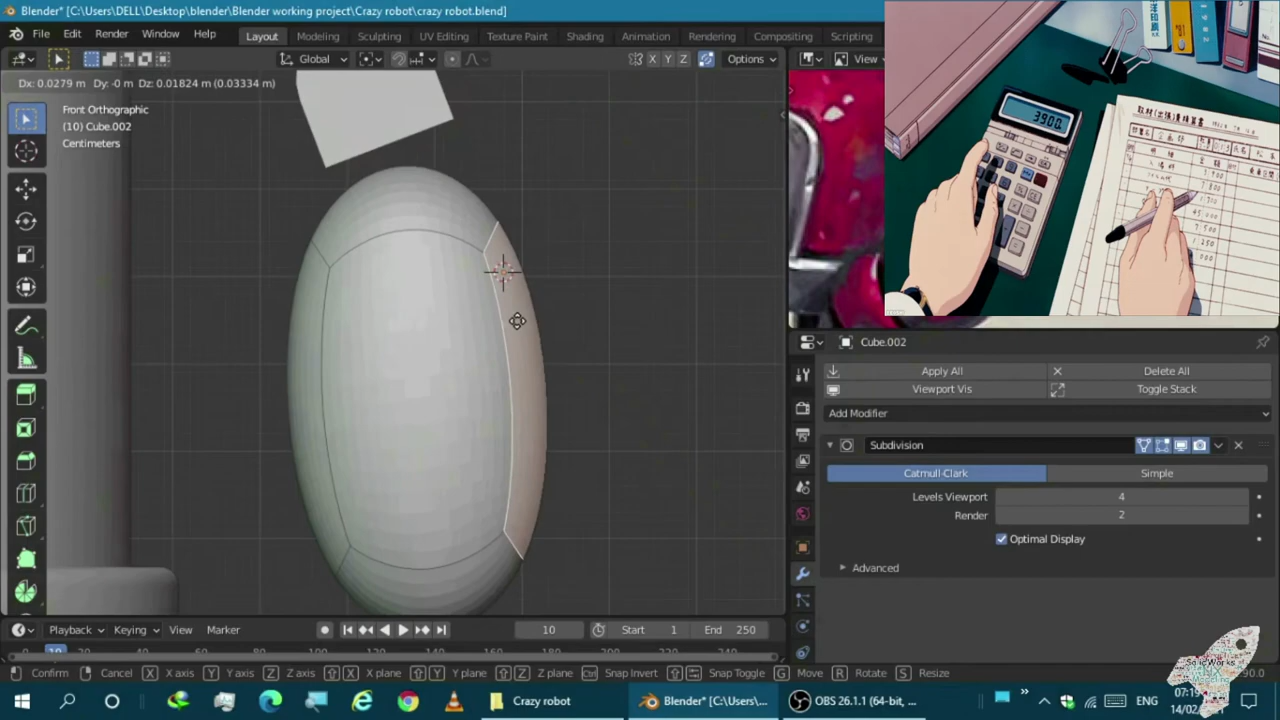 Blender* [C:\Users\DELL\Desktop\blender\Blender working project\Crazy robot\crazy robot.blend]
File Edit Render Window Help Layout Modeling Sculpting UV Editing Texture Paint Shading Animation Rendering Compositing Scripting
Global X Y Z Options View
Dx: 0.0279 m Dy: -0 m Dz: 0.01824 m (0.03334 m)
Front Orthographic
(10) Cube.002
Centimeters
3900.
Cube.002
Apply All Delete All
Viewport Vis Toggle Stack
Add Modifier
Subdivision
Catmull-Clark Simple
Levels Viewport 4
Render 2
Optimal Display
Advanced
Playback Keying View Marker 10 Start 1 End 250
Confirm Cancel X X axis Y Y axis Z Z axis X X plane Y Y plane Z Z plane Ctrl Snap Invert Snap Toggle G Move R Rotate S Resize
SolidWorks
NX
Crazy robot Blender* [C:\Users\... OBS 26.1.1 (64-bit, ... ENG